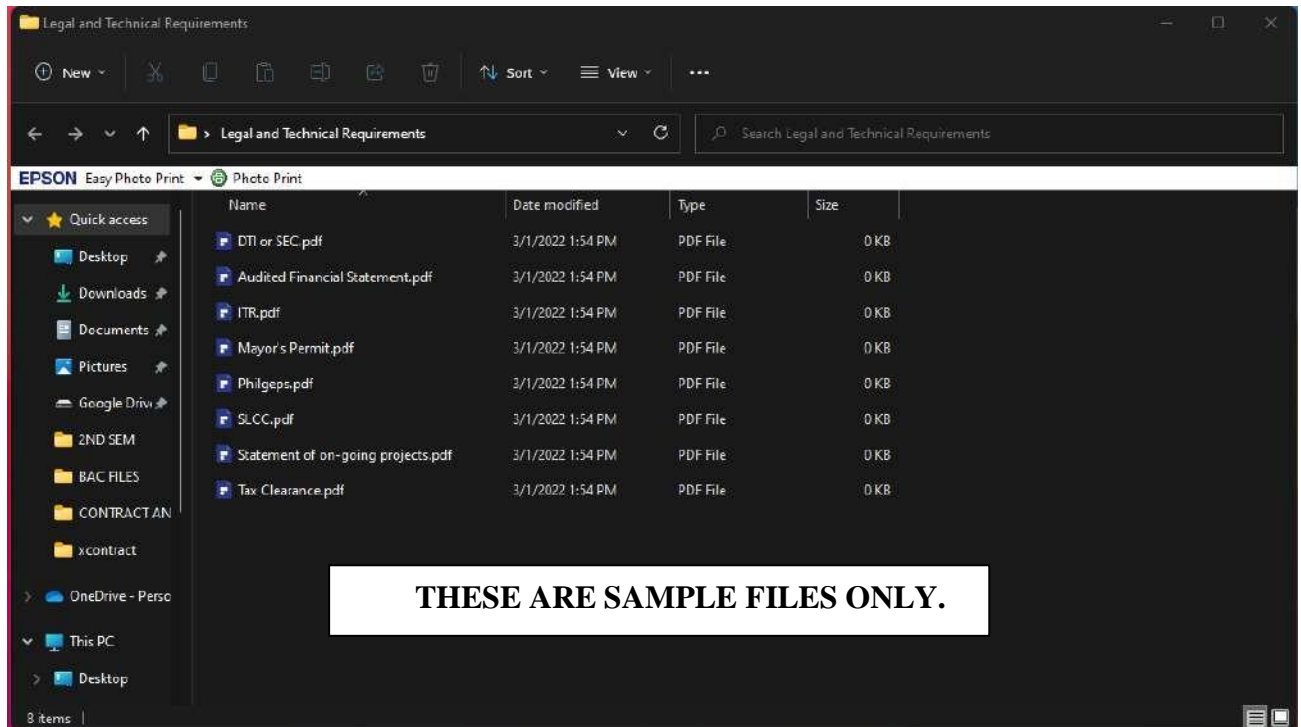 Legal and Technical Requirements
New Sort View
Legal and Technical Requirements Search Legal and Technical Requirements
EPSON Easy Photo Print Photo Print
Name Date modified Type Size
Quick access
DTI or SEC.pdf 3/1/2022 1:54 PM PDF File 0 KB
Desktop
Audited Financial Statement.pdf 3/1/2022 1:54 PM PDF File 0 KB
Downloads
ITR.pdf 3/1/2022 1:54 PM PDF File 0 KB
Documents
Mayor's Permit.pdf 3/1/2022 1:54 PM PDF File 0 KB
Pictures
Philgeps.pdf 3/1/2022 1:54 PM PDF File 0 KB
Google Driv
SLCC.pdf 3/1/2022 1:54 PM PDF File 0 KB
2ND SEM
Statement of on-going projects.pdf 3/1/2022 1:54 PM PDF File 0 KB
BAC FILES
Tax Clearance.pdf 3/1/2022 1:54 PM PDF File 0 KB
CONTRACT AN
xcontract
THESE ARE SAMPLE FILES ONLY.
OneDrive - Perso
This PC
Desktop
8 items